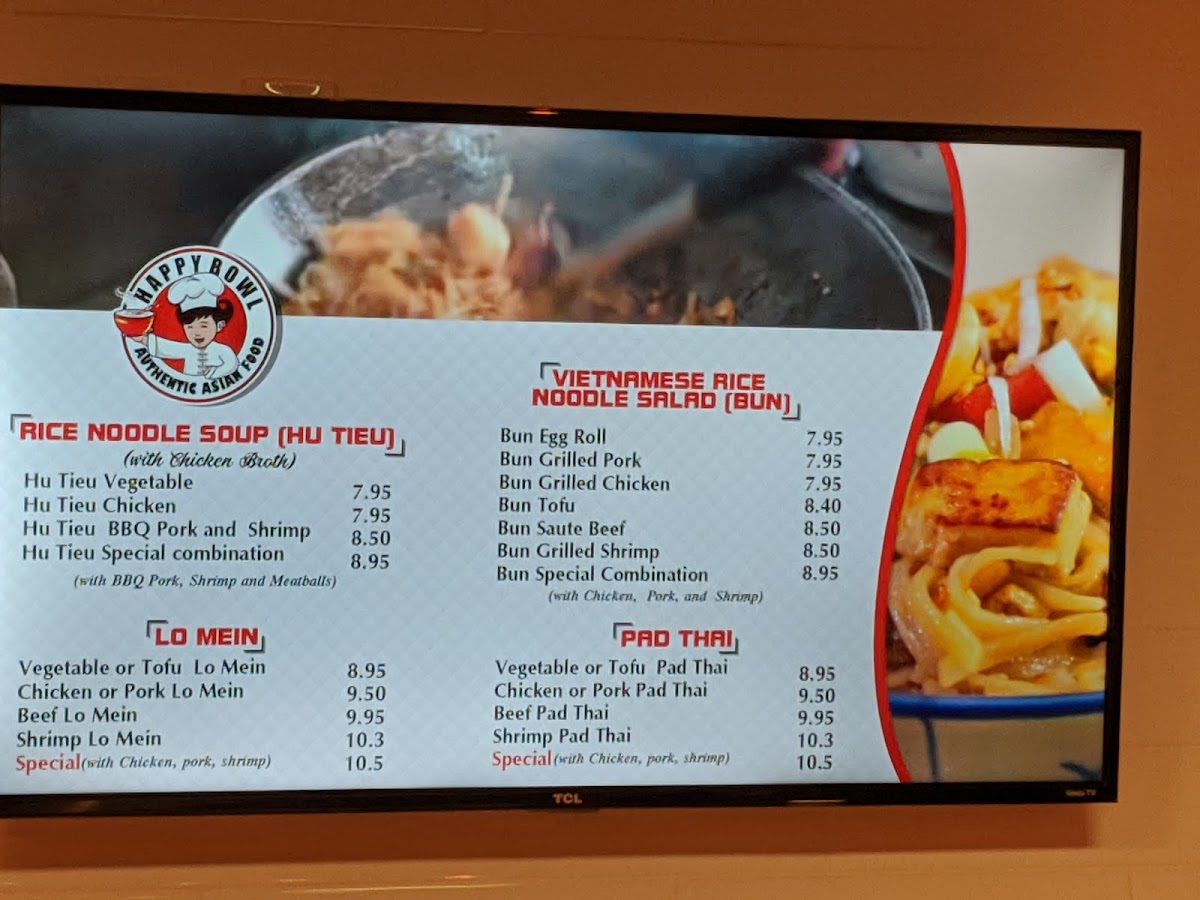 HAPPY BOWL
AUTHENTIC ASIAN FOOD
RICE NOODLE SOUP (HU TIEU)
(with Chicken Broth)
Hu Tieu Vegetable 7.95
Hu Tieu Chicken 7.95
Hu Tieu BBQ Pork and Shrimp 8.50
Hu Tieu Special combination 8.95
(with BBQ Pork, Shrimp and Meatballs)
LO MEIN
Vegetable or Tofu Lo Mein 8.95
Chicken or Pork Lo Mein 9.50
Beef Lo Mein 9.95
Shrimp Lo Mein 10.3
Special (with Chicken, pork, shrimp) 10.5
VIETNAMESE RICE
NOODLE SALAD (BUN)
Bun Egg Roll 7.95
Bun Grilled Pork 7.95
Bun Grilled Chicken 7.95
Bun Tofu 8.40
Bun Saute Beef 8.50
Bun Grilled Shrimp 8.50
Bun Special Combination 8.95
(with Chicken, Pork, and Shrimp)
PAD THAI
Vegetable or Tofu Pad Thai 8.95
Chicken or Pork Pad Thai 9.50
Beef Pad Thai 9.95
Shrimp Pad Thai 10.3
Special (with Chicken, pork, shrimp) 10.5
TCL
Roku TV